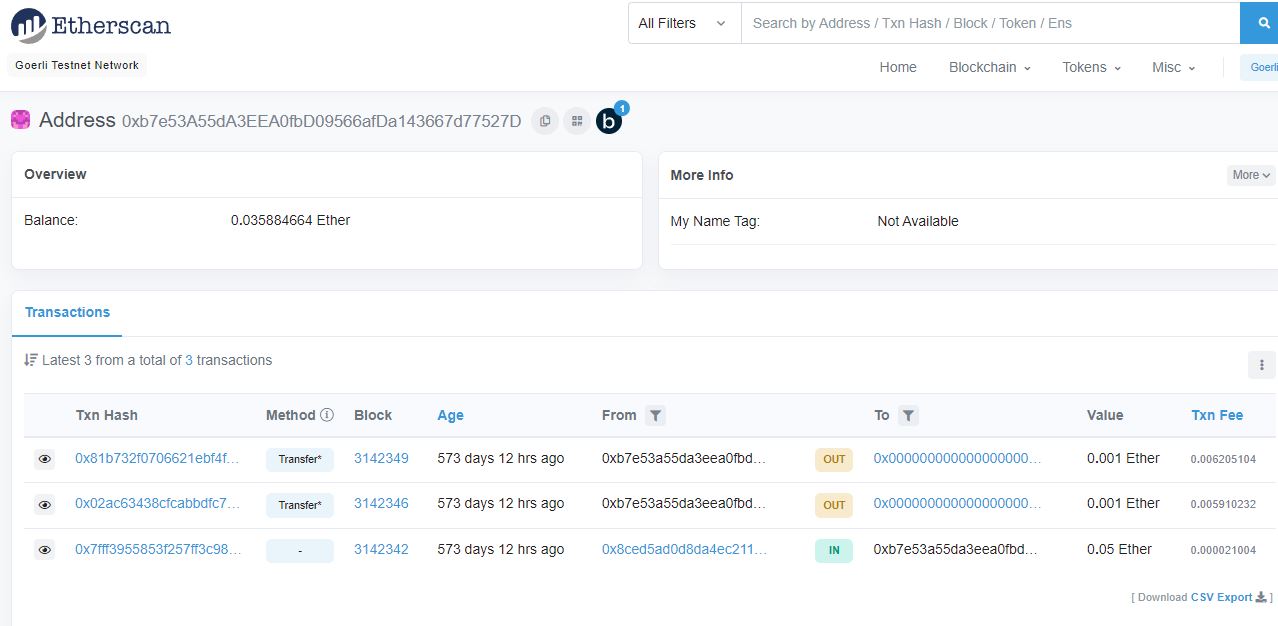 Etherscan
All Filters Search by Address / Txn Hash / Block / Token / Ens
Goerli Testnet Network
Home Blockchain Tokens Misc Goerli
Address 0xb7e53A55dA3EEA0fbD09566afDa143667d77527D b 1
Overview
Balance: 0.035884664 Ether
More Info More
My Name Tag: Not Available
Transactions
Latest 3 from a total of 3 transactions
Txn Hash Method Block Age From To Value Txn Fee
0x81b732f0706621ebf4f... Transfer* 3142349 573 days 12 hrs ago 0xb7e53a55da3eea0fbd... OUT 0x000000000000000000... 0.001 Ether 0.006205104
0x02ac63438cfcabbdfc7... Transfer* 3142346 573 days 12 hrs ago 0xb7e53a55da3eea0fbd... OUT 0x000000000000000000... 0.001 Ether 0.005910232
0x7fff3955853f257ff3c98... - 3142342 573 days 12 hrs ago 0x8ced5ad0d8da4ec211... IN 0xb7e53a55da3eea0fbd... 0.05 Ether 0.000021004
[ Download CSV Export ]